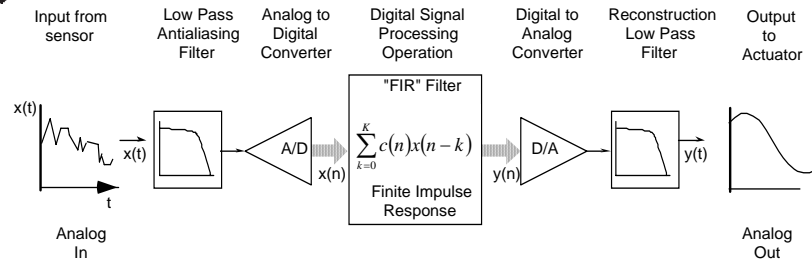 Input from
sensor
Low Pass
Antialiasing
Filter
Analog to
Digital
Converter
Digital Signal
Processing
Operation
Digital to
Analog
Converter
Reconstruction
Low Pass
Filter
Output
to
Actuator
x(t)
t
x(t)
A/D
x(n)
"FIR" Filter
K
∑ c(n)x(n−k)
k=0
Finite Impulse
Response
y(n)
D/A
y(t)
Analog
In
Analog
Out